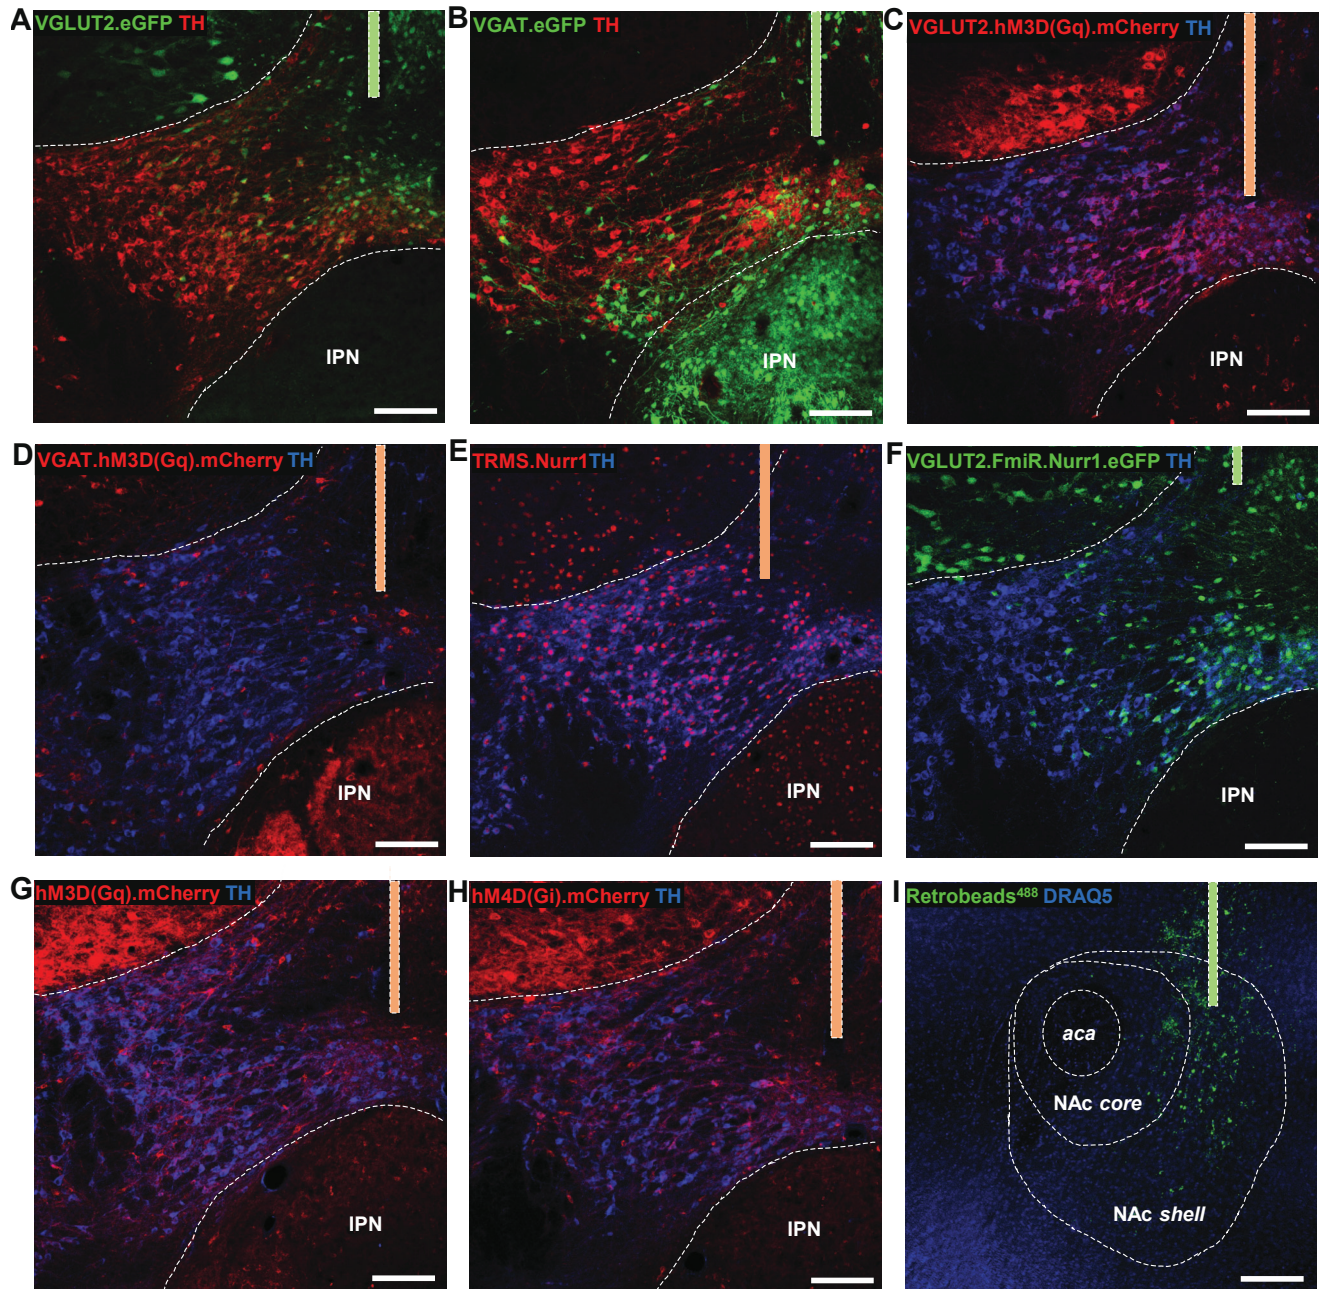 A VGLUT2.eGFP TH
IPN
B VGAT.eGFP TH
IPN
C VGLUT2.hM3D(Gq).mCherry TH
IPN
D VGAT.hM3D(Gq).mCherry TH
IPN
E TRMS.Nurr1TH
IPN
F VGLUT2.FmiR.Nurr1.eGFP TH
IPN
G hM3D(Gq).mCherry TH
IPN
H hM4D(Gi).mCherry TH
IPN
I Retrobeads⁴⁸⁸ DRAQ5
aca
NAc core
NAc shell